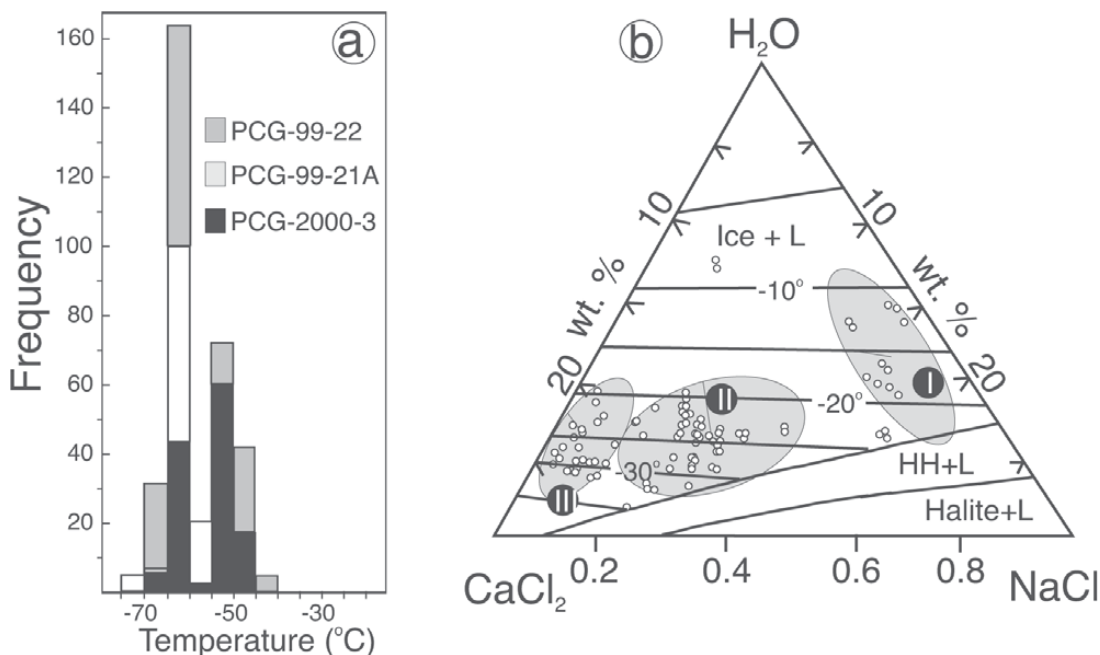 a
160
140
120
100
80
60
40
20
Frequency
PCG-99-22
PCG-99-21A
PCG-2000-3
-70
-50
-30
Temperature (°C)
b
H₂O
10
10
Ice + L
wt. %
wt. %
-10°
20
20
I
II
-20°
-30
III
HH+L
Halite+L
CaCl₂
0.2
0.4
0.6
0.8
NaCl